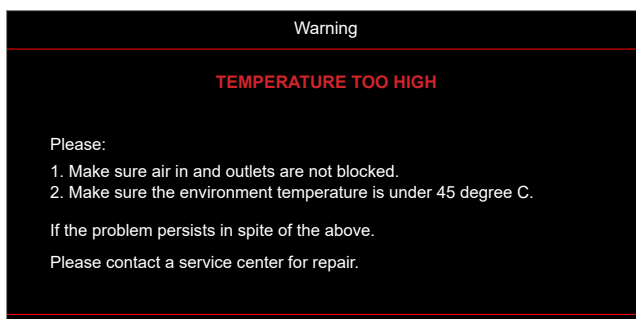 Warning
TEMPERATURE TOO HIGH
Please:
1. Make sure air in and outlets are not blocked.
2. Make sure the environment temperature is under 45 degree C.
If the problem persists in spite of the above.
Please contact a service center for repair.